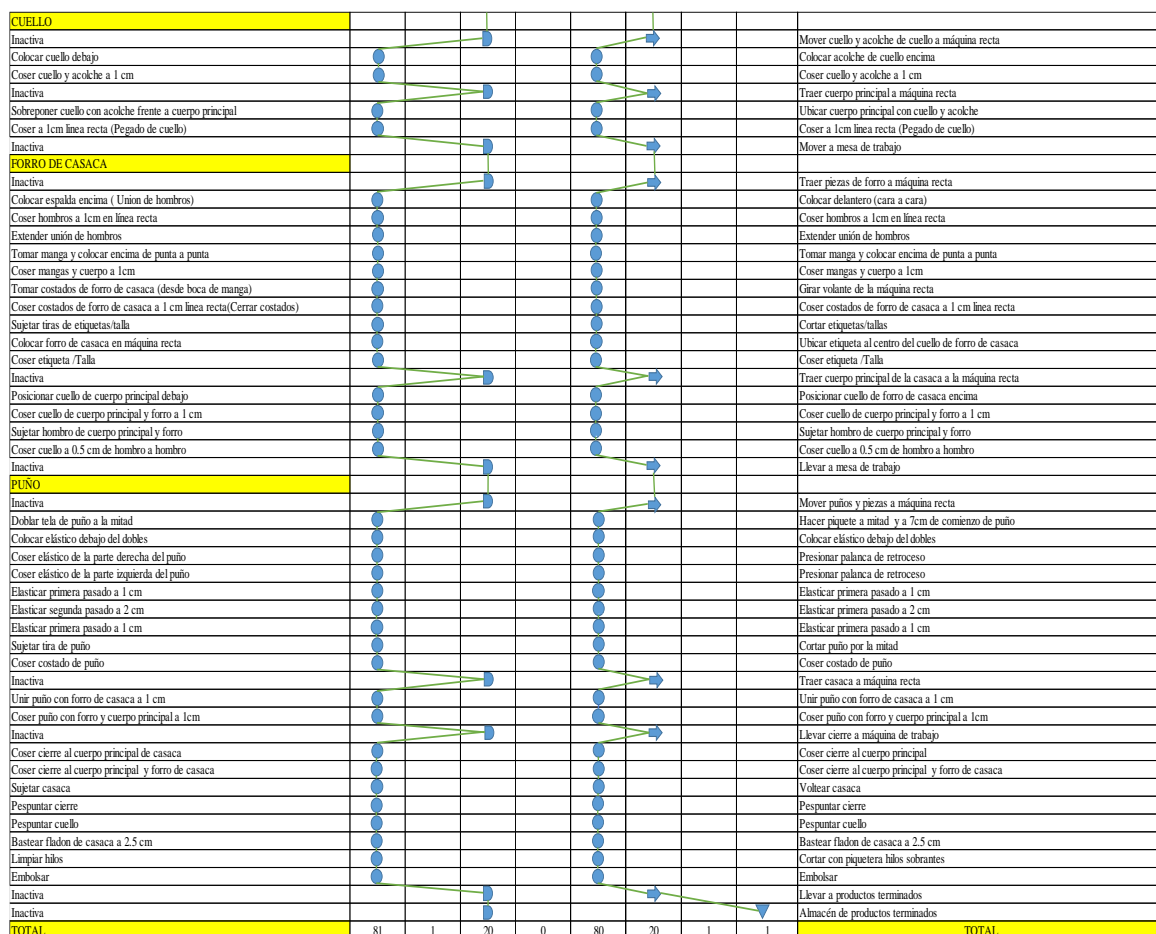 CUELLO
Inactiva Mover cuello y acolche de cuello a máquina recta
Colocar cuello debajo Colocar acolche de cuello encima
Coser cuello y acolche a 1 cm Coser cuello y acolche a 1 cm
Inactiva Traer cuerpo principal a máquina recta
Sobreponer cuello con acolche frente a cuerpo principal Ubicar cuerpo principal con cuello y acolche
Coser a 1cm linea recta (Pegado de cuello) Coser a 1cm linea recta (Pegado de cuello)
Inactiva Mover a mesa de trabajo
FORRO DE CASACA
Inactiva Traer piezas de forro a máquina recta
Colocar espalda encima ( Union de hombros) Colocar delantero (cara a cara)
Coser hombros a 1cm en línea recta Coser hombros a 1cm en línea recta
Extender unión de hombros Extender unión de hombros
Tomar manga y colocar encima de punta a punta Tomar manga y colocar encima de punta a punta
Coser mangas y cuerpo a 1cm Coser mangas y cuerpo a 1cm
Tomar costados de forro de casaca (desde boca de manga) Girar volante de la máquina recta
Coser costados de forro de casaca a 1 cm linea recta(Cerrar costados) Coser costados de forro de casaca a 1 cm linea recta
Sujetar tiras de etiquetas/talla Cortar etiquetas/tallas
Colocar forro de casaca en máquina recta Ubicar etiqueta al centro del cuello de forro de casaca
Coser etiqueta /Talla Coser etiqueta /Talla
Inactiva Traer cuerpo principal de la casaca a la máquina recta
Posicionar cuello de cuerpo principal debajo Posicionar cuello de forro de casaca encima
Coser cuello de cuerpo principal y forro a 1 cm Coser cuello de cuerpo principal y forro a 1 cm
Sujetar hombro de cuerpo principal y forro Sujetar hombro de cuerpo principal y forro
Coser cuello a 0.5 cm de hombro a hombro Coser cuello a 0.5 cm de hombro a hombro
Inactiva Llevar a mesa de trabajo
PUÑO
Inactiva Mover puños y piezas a máquina recta
Doblar tela de puño a la mitad Hacer piquete a mitad y a 7cm de comienzo de puño
Colocar elástico debajo del dobles Colocar elástico debajo del dobles
Coser elástico de la parte derecha del puño Presionar palanca de retroceso
Coser elástico de la parte izquierda del puño Presionar palanca de retroceso
Elasticar primera pasado a 1 cm Elasticar primera pasado a 1 cm
Elasticar segunda pasado a 2 cm Elasticar primera pasado a 2 cm
Elasticar primera pasado a 1 cm Elasticar primera pasado a 1 cm
Sujetar tira de puño Cortar puño por la mitad
Coser costado de puño Coser costado de puño
Inactiva Traer casaca a máquina recta
Unir puño con forro de casaca a 1 cm Unir puño con forro de casaca a 1 cm
Coser puño con forro y cuerpo principal a 1cm Coser puño con forro y cuerpo principal a 1cm
Inactiva Llevar cierre a máquina de trabajo
Coser cierre al cuerpo principal de casaca Coser cierre al cuerpo principal
Coser cierre al cuerpo principal y forro de casaca Coser cierre al cuerpo principal y forro de casaca
Sujetar casaca Voltear casaca
Pespuntar cierre Pespuntar cierre
Pespuntar cuello Pespuntar cuello
Bastear fladon de casaca a 2.5 cm Bastear fladon de casaca a 2.5 cm
Limpiar hilos Cortar con piquetera hilos sobrantes
Embolsar Embolsar
Inactiva Llevar a productos terminados
Inactiva Almacén de productos terminados
TOTAL 81 1 20 0 80 20 1 1 TOTAL